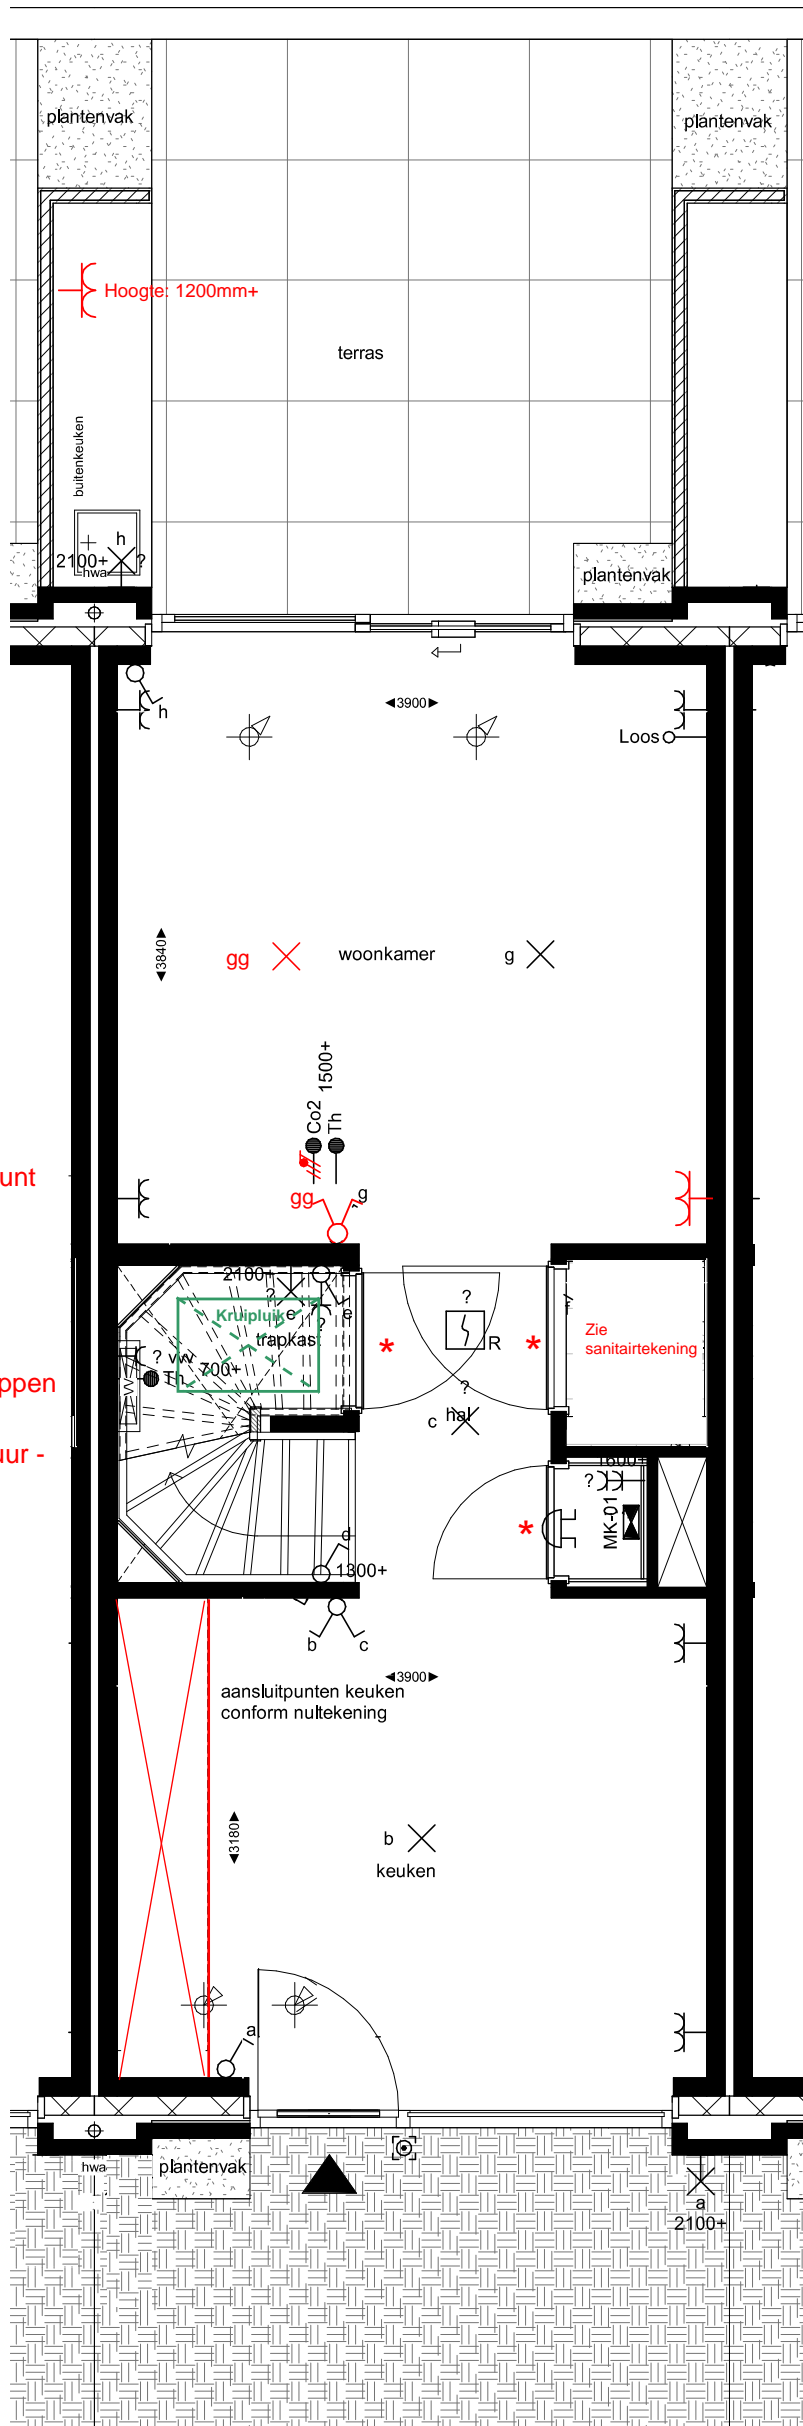 plantenvak
plantenvak
Hoogte: 1200mm+
terras
buitenkeuken
h
2100+ ?
hwa
plantenvak
h
3900
Loos
3840
gg
woonkamer
g
1500+
Co2
Th
unt
gg
g
2100+
?
e
e
?
Kruipluik
trapkast
? vw
Th
700+
?
R
*
*
Zie
sanitairtekening
ppen
?
c
hal
uur -
1600+
?
MK-01
*
d
1300+
b
c
3900
aansluitpunten keuken
conform nultekening
3180
b
keuken
a
hwa
plantenvak
a
2100+